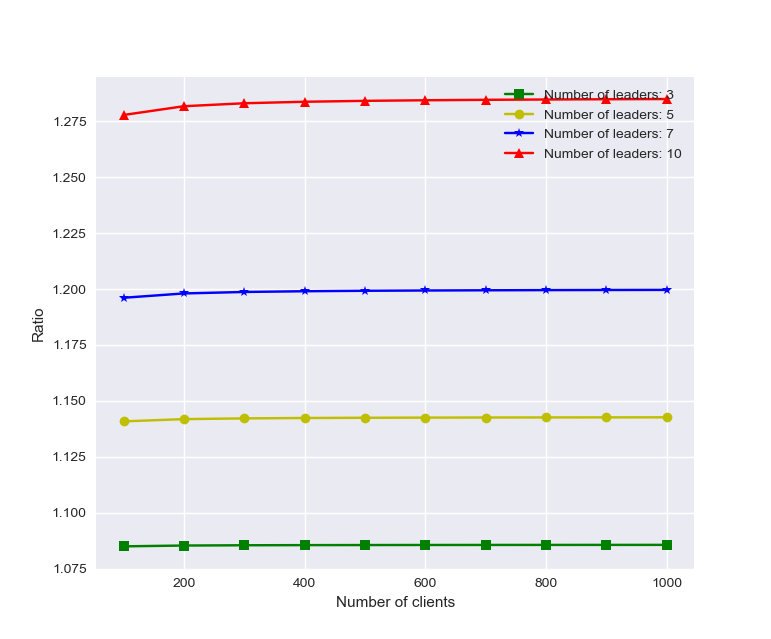 Number of leaders: 3
Number of leaders: 5
Number of leaders: 7
Number of leaders: 10
1.275
1.250
1.225
1.200
1.175
1.150
1.125
1.100
1.075
Ratio
200 400 600 800 1000
Number of clients